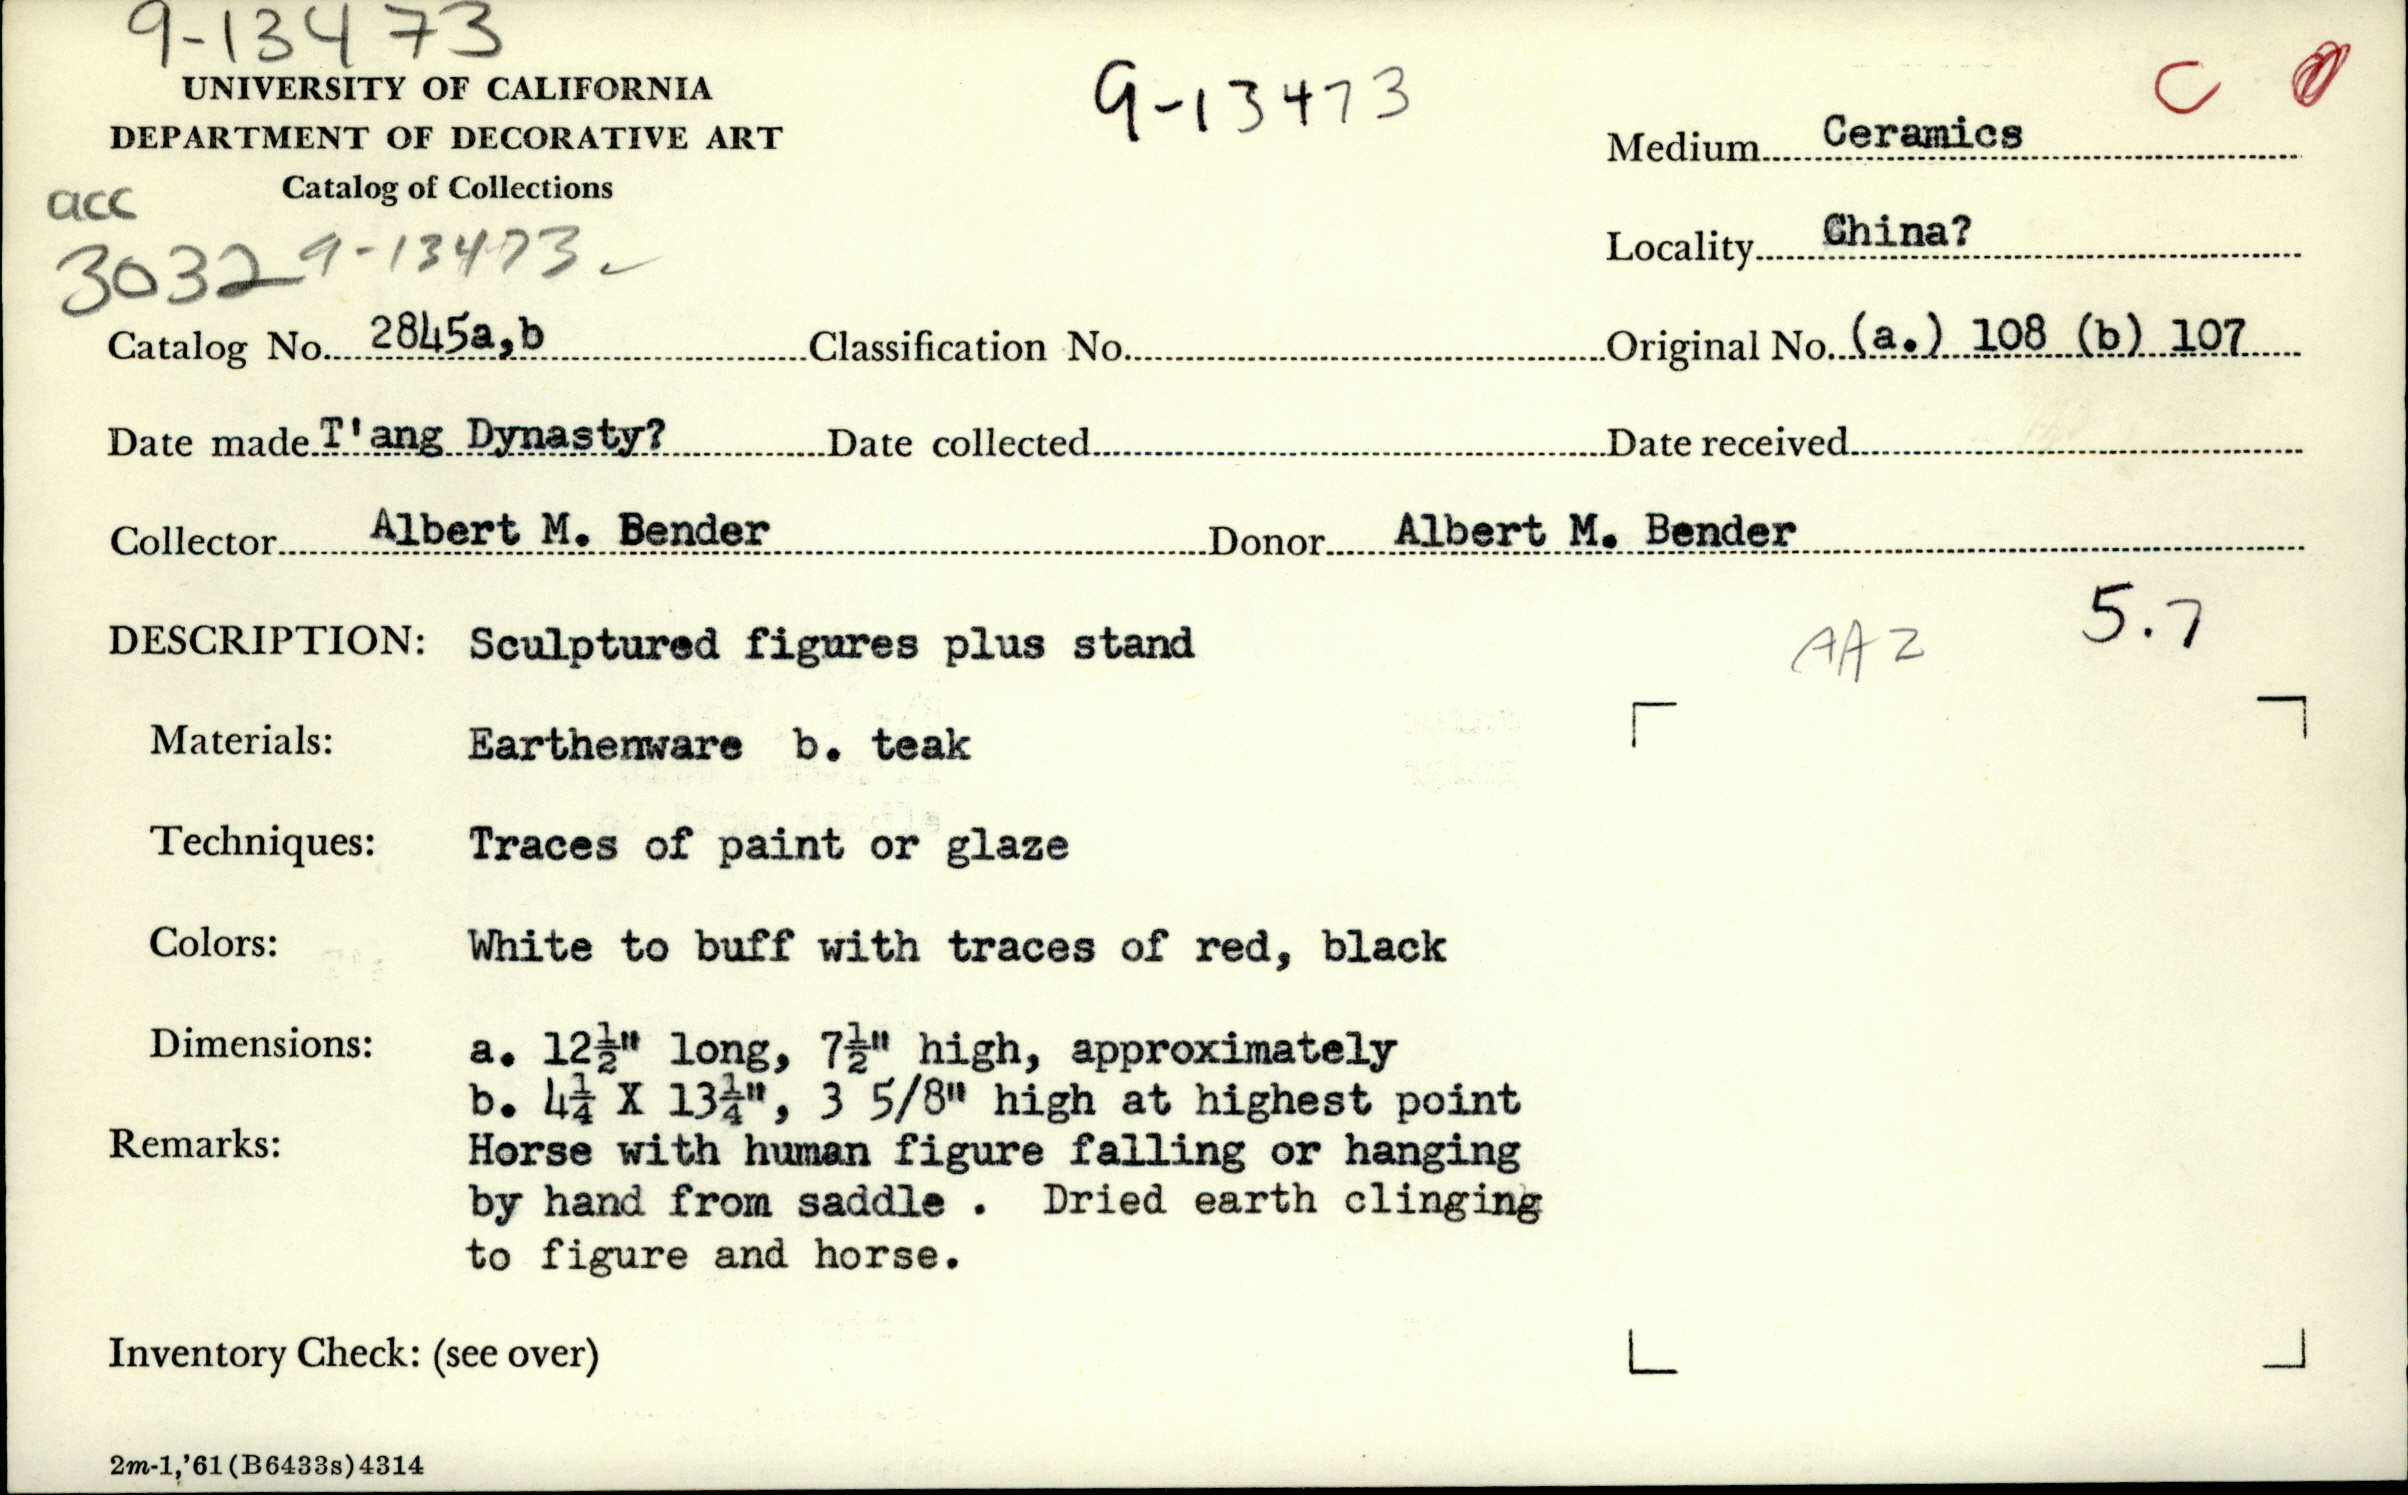 9-13473
UNIVERSITY OF CALIFORNIA
DEPARTMENT OF DECORATIVE ART
Catalog of Collections
9-13473
C
Medium Ceramics
acc
3032 9-13473
Locality China?
Catalog No. 2845a,b Classification No. Original No. (a.) 108 (b) 107
Date made T'ang Dynasty? Date collected Date received
Collector Albert M. Bender Donor Albert M. Bender
DESCRIPTION: Sculptured figures plus stand
AA2 5.7
Materials: Earthenware b. teak
Techniques: Traces of paint or glaze
Colors: White to buff with traces of red, black
Dimensions: a. 12½" long, 7½" high, approximately
b. 4¼ X 13¼", 3 5/8" high at highest point
Remarks: Horse with human figure falling or hanging
by hand from saddle . Dried earth clinging
to figure and horse.
Inventory Check: (see over)
2m-1,'61(B6433s)4314